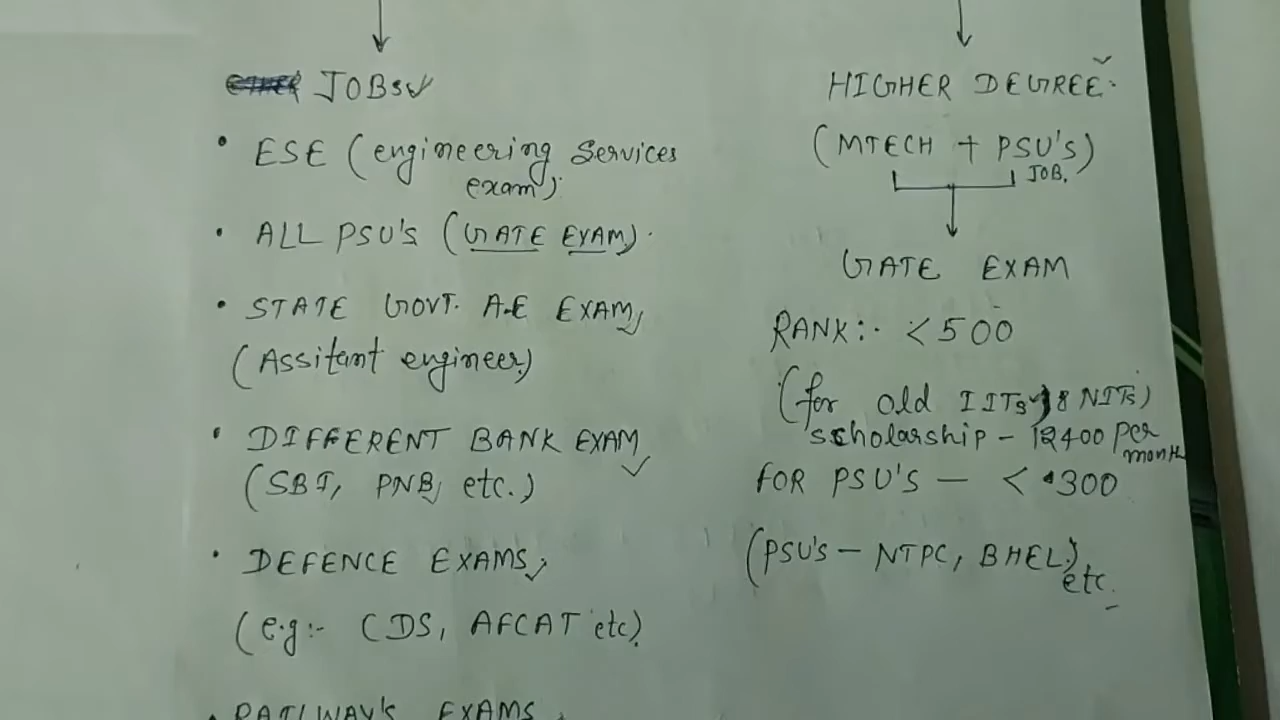 JOBS
• ESE (engineering Services
exam).
• ALL PSU'S (GATE EXAM).
• STATE GOVT. A.E EXAM,
(Assitant engineer)
• DIFFERENT BANK EXAM
(SBI, PNB, etc.)
• DEFENCE EXAMS,
(e.g:- CDS, AFCAT etc)
• RAILWAY'S EXAMS.
HIGHER DEGREE.
(MTECH + PSU'S)
JOB.
GATE EXAM
RANK:- <500
(for old IITs & NITs)
scholarship - 12400 per
month
FOR PSU'S — < 300
(PSU'S - NTPC, BHEL)
etc.